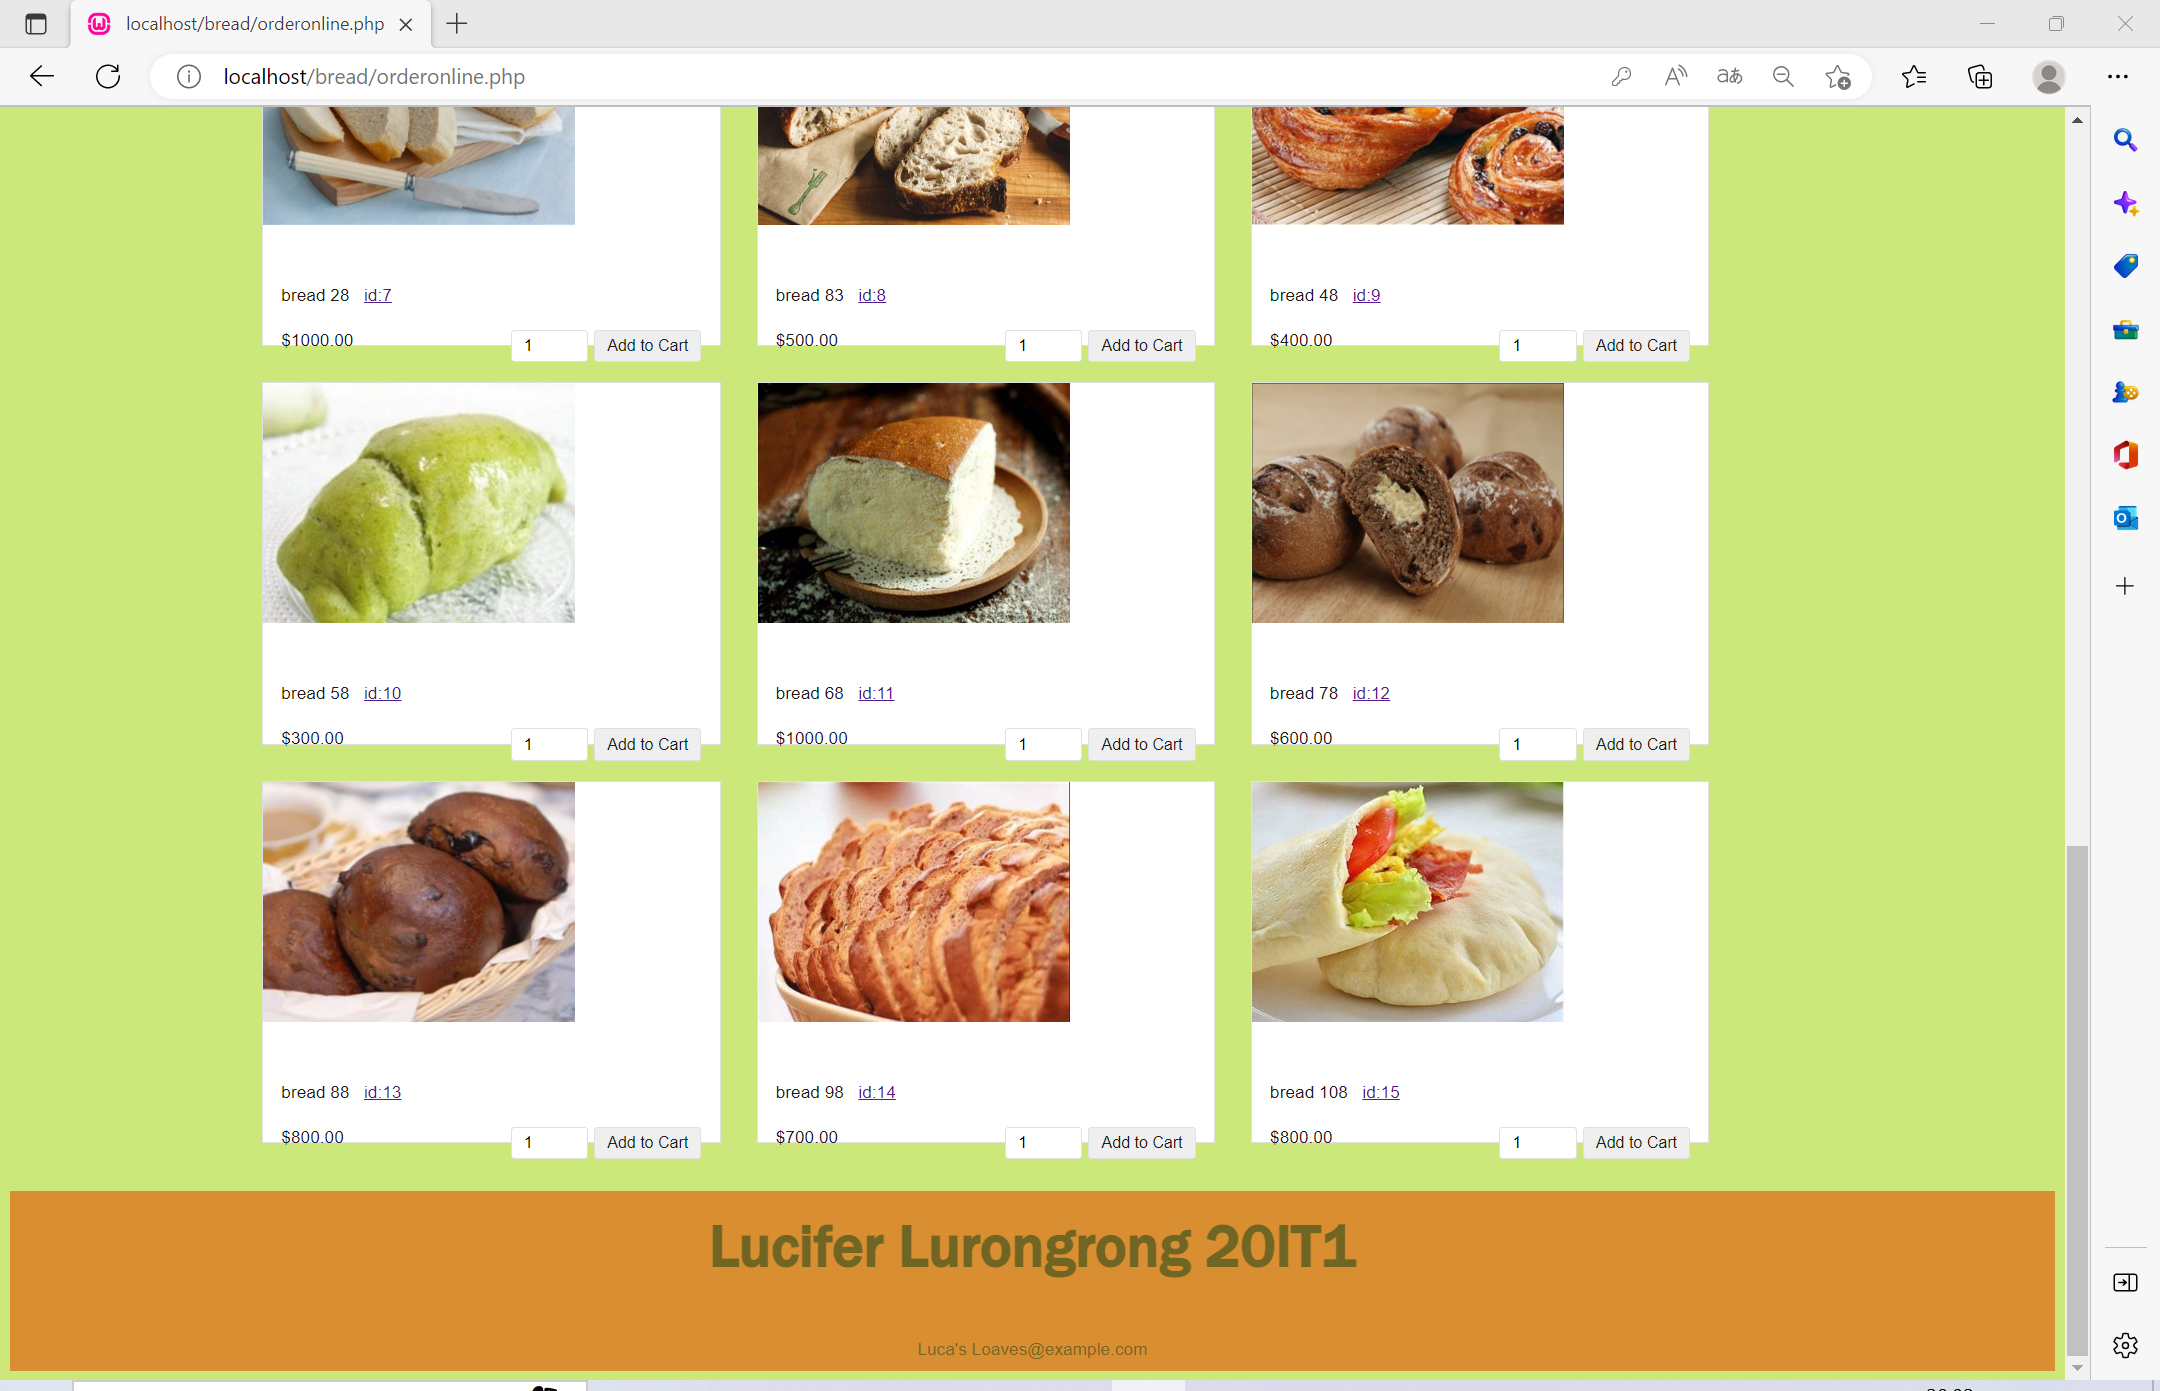 localhost/bread/orderonline.php
localhost/bread/orderonline.php
bread 28 id:7
$1000.00 1 Add to Cart
bread 83 id:8
$500.00 1 Add to Cart
bread 48 id:9
$400.00 1 Add to Cart
bread 58 id:10
$300.00 1 Add to Cart
bread 68 id:11
$1000.00 1 Add to Cart
bread 78 id:12
$600.00 1 Add to Cart
bread 88 id:13
$800.00 1 Add to Cart
bread 98 id:14
$700.00 1 Add to Cart
bread 108 id:15
$800.00 1 Add to Cart
Lucifer Lurongrong 20IT1
Luca's Loaves@example.com